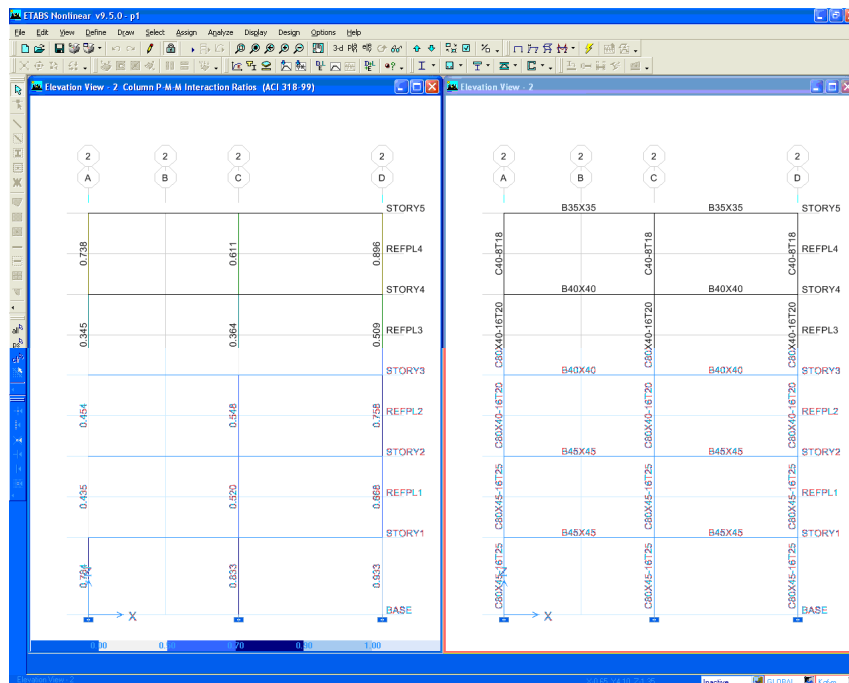 ETABS Nonlinear v9.5.0 - p1
File Edit View Define Draw Select Assign Analyze Display Design Options Help
3-d
Elevation View - 2 Column P-M-M Interaction Ratios (ACI 318-99)
Elevation View - 2
2 2 2 2
A B C D
STORY5
0.738 0.611 0.896
REFPL4
STORY4
0.345 0.364 0.509
REFPL3
STORY3
0.454 0.548 0.758
REFPL2
STORY2
0.435 0.520 0.668
REFPL1
STORY1
0.833 0.933
BASE
X
0.00 0.70 1.00
2 2 2 2
A B C D
B35X35 B35X35 STORY5
C40-8T18 C40-8T18 C40-8T18
REFPL4
B40X40 B40X40 STORY4
C80X40-16T20 C80X40-16T20 C80X40-16T20
REFPL3
B40X40 B40X40 STORY3
C80X40-16T20 C80X40-16T20 C80X40-16T20
REFPL2
B45X45 B45X45 STORY2
C80X45-16T25 C80X45-16T25 C80X45-16T25
REFPL1
B45X45 B45X45 STORY1
C80X45-16T25 C80X45-16T25 C80X45-16T25
BASE
X
all
Elevation View - 2
Inactive GLOBAL